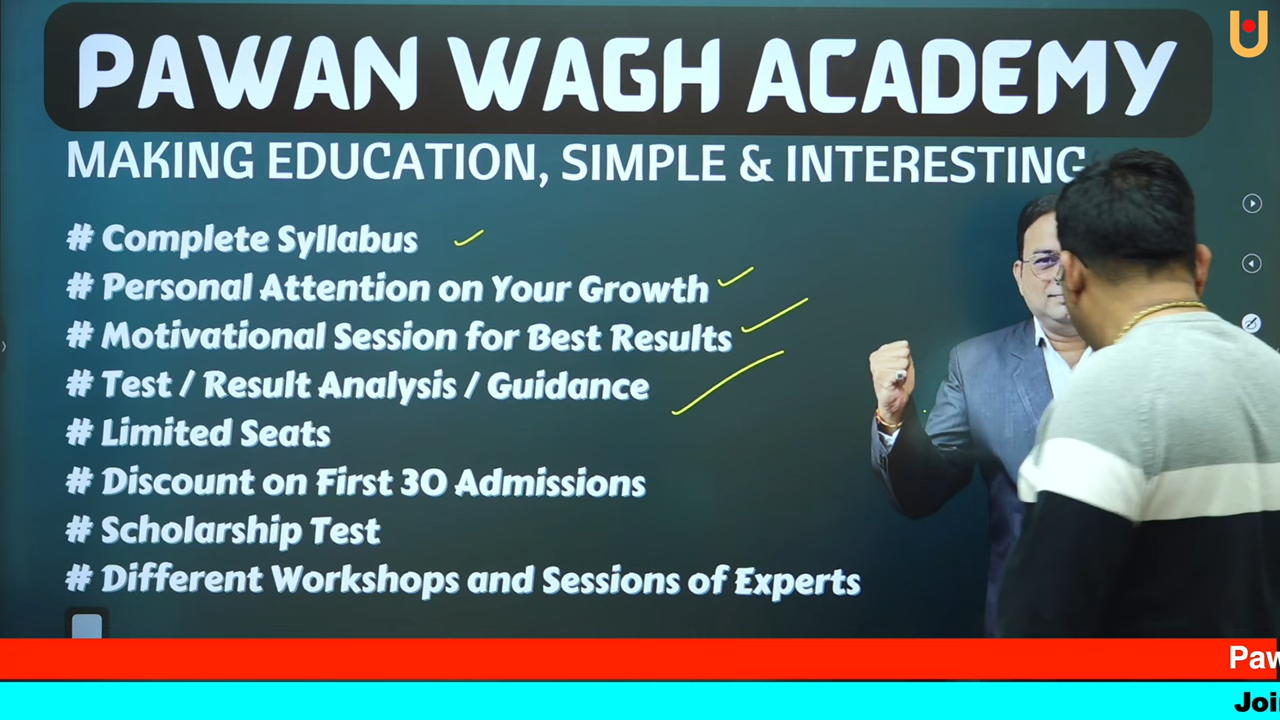 PAWAN WAGH ACADEMY
MAKING EDUCATION, SIMPLE & INTERESTING
# Complete Syllabus
# Personal Attention on Your Growth
# Motivational Session for Best Results
# Test / Result Analysis / Guidance
# Limited Seats
# Discount on First 30 Admissions
# Scholarship Test
# Different Workshops and Sessions of Experts